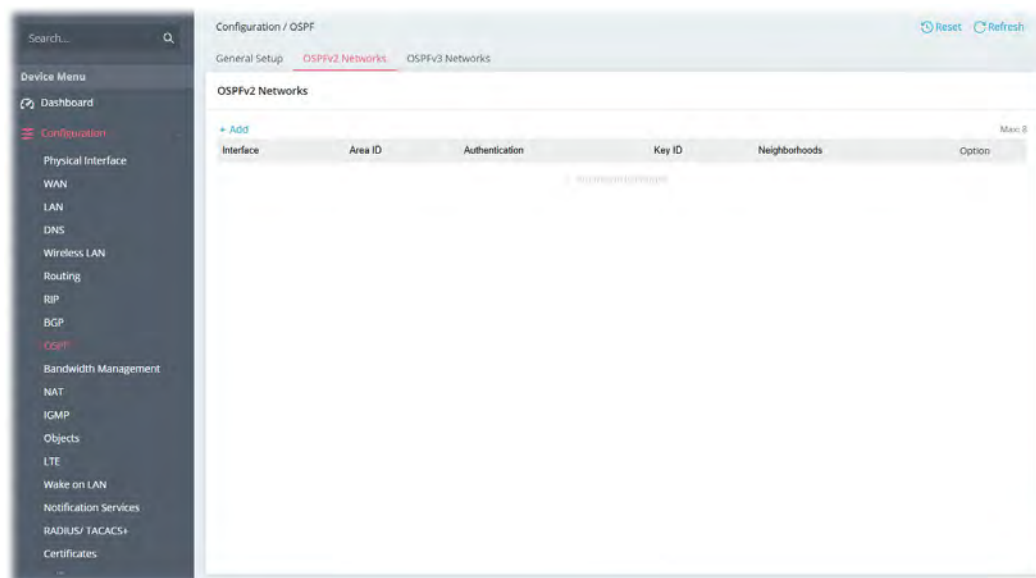 Search...
Device Menu
Dashboard
Configuration
Physical Interface
WAN
LAN
DNS
Wireless LAN
Routing
RIP
BGP
OSPF
Bandwidth Management
NAT
IGMP
Objects
LTE
Wake on LAN
Notification Services
RADIUS/ TACACS+
Certificates
Configuration / OSPF
Reset Refresh
General Setup OSPFv2 Networks OSPFv3 Networks
OSPFv2 Networks
+ Add Max: 8
Interface Area ID Authentication Key ID Neighborhoods Option